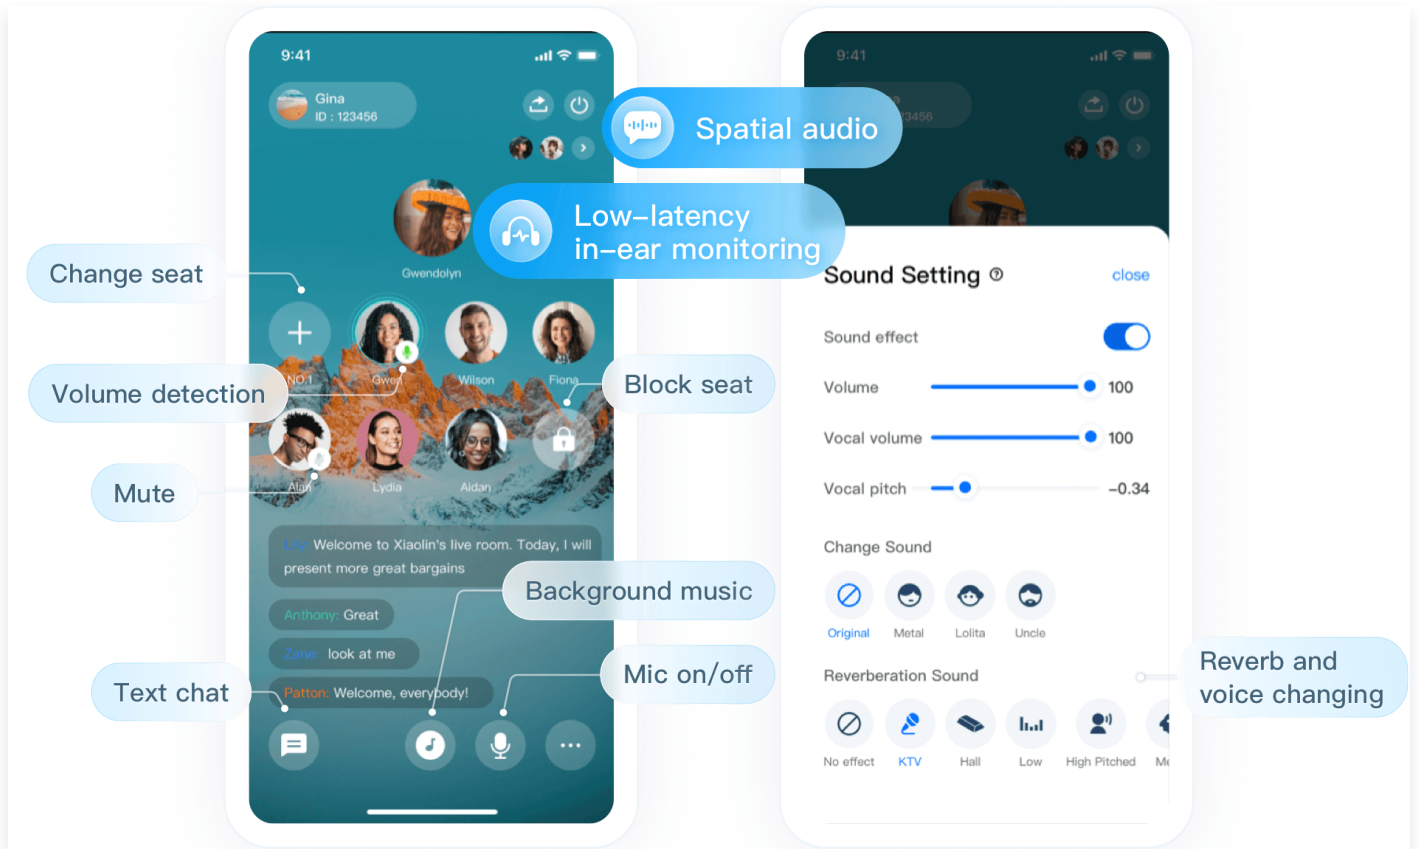 9:41
Gina
ID : 123456
Gwendolyn
Change seat
NO.1
Gwen
Wilson
Fiona
Volume detection
Block seat
Mute
Alan
Lydia
Aidan
Lily: Welcome to Xiaolin's live room. Today, I will
present more great bargains
Anthony: Great
Zane: look at me
Patton: Welcome, everybody!
Background music
Mic on/off
Text chat
Spatial audio
Low-latency
in-ear monitoring
9:41
3456
Sound Setting
close
Sound effect
Volume
100
Vocal volume
100
Vocal pitch
-0.34
Change Sound
Original
Metal
Lolita
Uncle
Reverberation Sound
No effect
KTV
Hall
Low
High Pitched
Me
Reverb and
voice changing